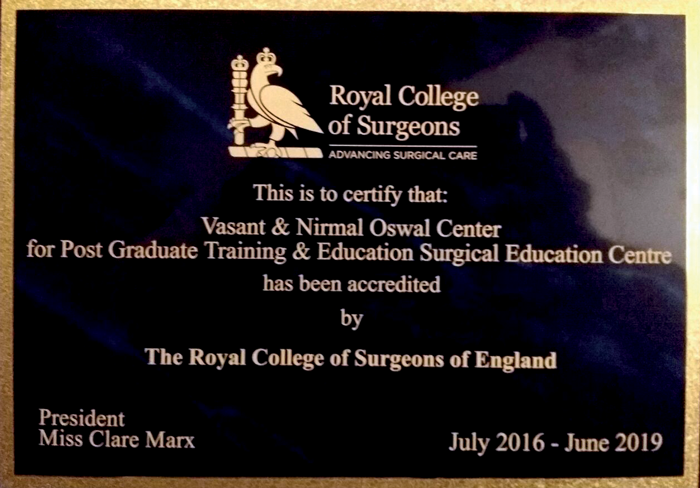 Royal College
of Surgeons
ADVANCING SURGICAL CARE
This is to certify that:
Vasant & Nirmal Oswal Center
for Post Graduate Training & Education Surgical Education Centre
has been accredited
by
The Royal College of Surgeons of England
President
Miss Clare Marx
July 2016 - June 2019